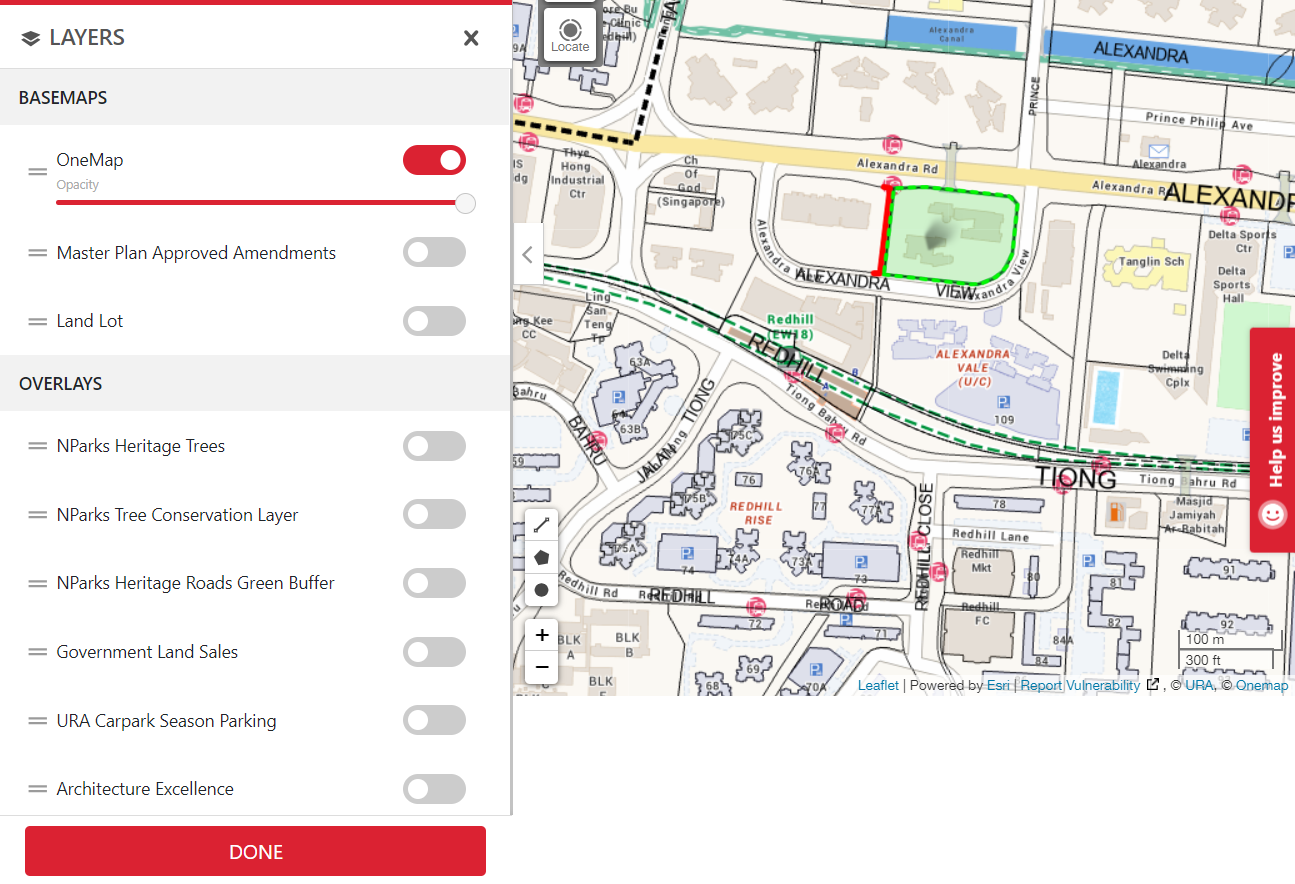 LAYERS
BASEMAPS
OneMap
Opacity
Master Plan Approved Amendments
Land Lot
OVERLAYS
NParks Heritage Trees
NParks Tree Conservation Layer
NParks Heritage Roads Green Buffer
Government Land Sales
URA Carpark Season Parking
Architecture Excellence
DONE
Locate
Alexandra
Canal
ALEXANDRA
PRINCE
Prince Philip Ave
Alexandra
Alexandra Rd
Alexandra R
ALEXANDR
Thye
Hong
Industrial
Ctr
Ch
Of
God
(Singapore)
Delta Sports
Ctr
Tanglin Sch
Delta
Sports
Hall
Alexandra View
ALEXANDRA
VIEW
Alexandra View
Ling
San
Teng
Tp
CC
Redhill
(EW18)
REDHILL
A
B
ALEXANDRA
VALE
(U/C)
P
109
Delta
Swimming
Cplx
Tiong Bahru Rd
63A
P
64
63B
Bahru
BAHRU
JALAN TIONG
59
75C
76
76A
75B
77
77A
REDHILL
RISE
75A
P
74
74A
73A
P
73
TIONG
Tiong Bahru Rd
Masjid
Jamiyah
Ar-Rabitah
78
Redhill Lane
REDHILL CLOSE
Redhill
Mkt
80
P
81
91
Redhill
FC
82
92
84A
84
Redhill Rd
REDHILL
ROAD
72
P
71
69
68
P
70A
BLK
A
BLK
B
BLK
E
+
−
100 m
300 ft
Help us improve
Leaflet | Powered by Esri | Report Vulnerability , © URA, © Onemap